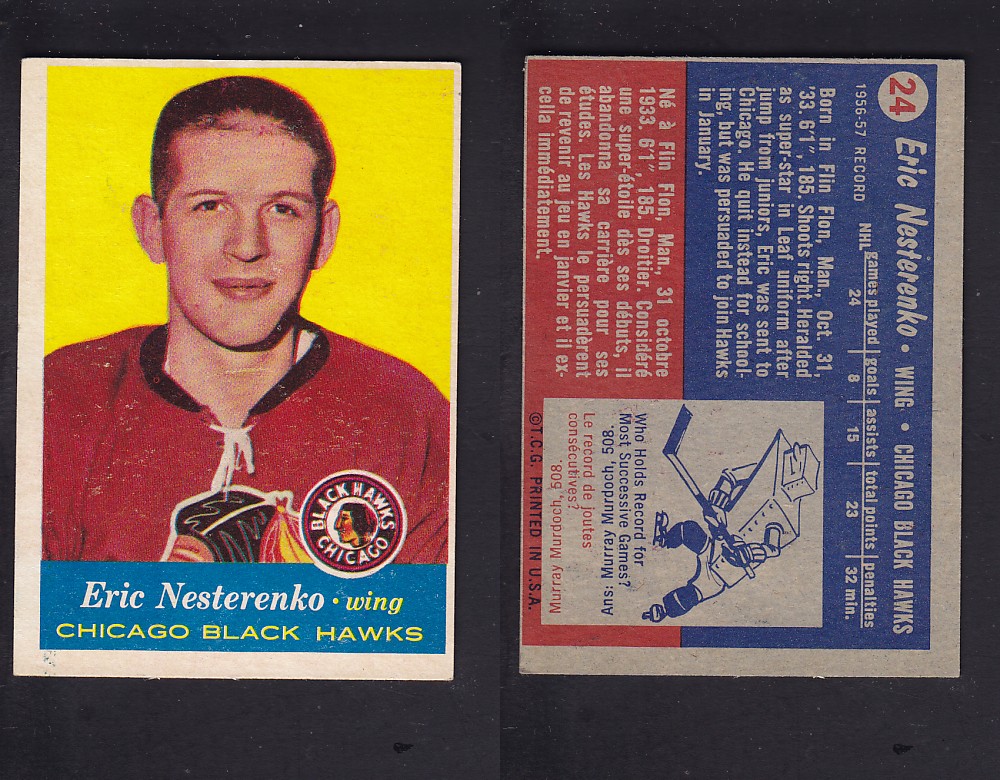 BLACK HAWKS
CHICAGO
Eric Nesterenko • wing
CHICAGO BLACK HAWKS
24 Eric Nesterenko • WING • CHICAGO BLACK HAWKS
1956-57 RECORD games played goals assists total points penalties
NHL 24 8 15 23 32 min.
Born in Flin Flon, Man., Oct. 31,
'33. 6'1", 185. Shoots right. Heralded
as super-star in Leaf uniform after
jump from juniors, Eric was sent to
Chicago. He quit instead for school-
ing, but was persuaded to join Hawks
in January.
Né à Flin Flon, Man., 31 octobre
1933. 6'1", 185. Droitier. Considéré
une super-étoile dès ses débuts, il
abandonna sa carrière pour ses
études. Les Hawks le persuadèrent
de revenir au jeu en janvier et il ex-
cella immédiatement.
Who Holds Record for
Most Successive Games?
Ans: Murray Murdoch, 508,
'38.
Le record de joutes
consécutives?
Murray Murdoch, 508
©T.C.G. PRINTED IN U.S.A.